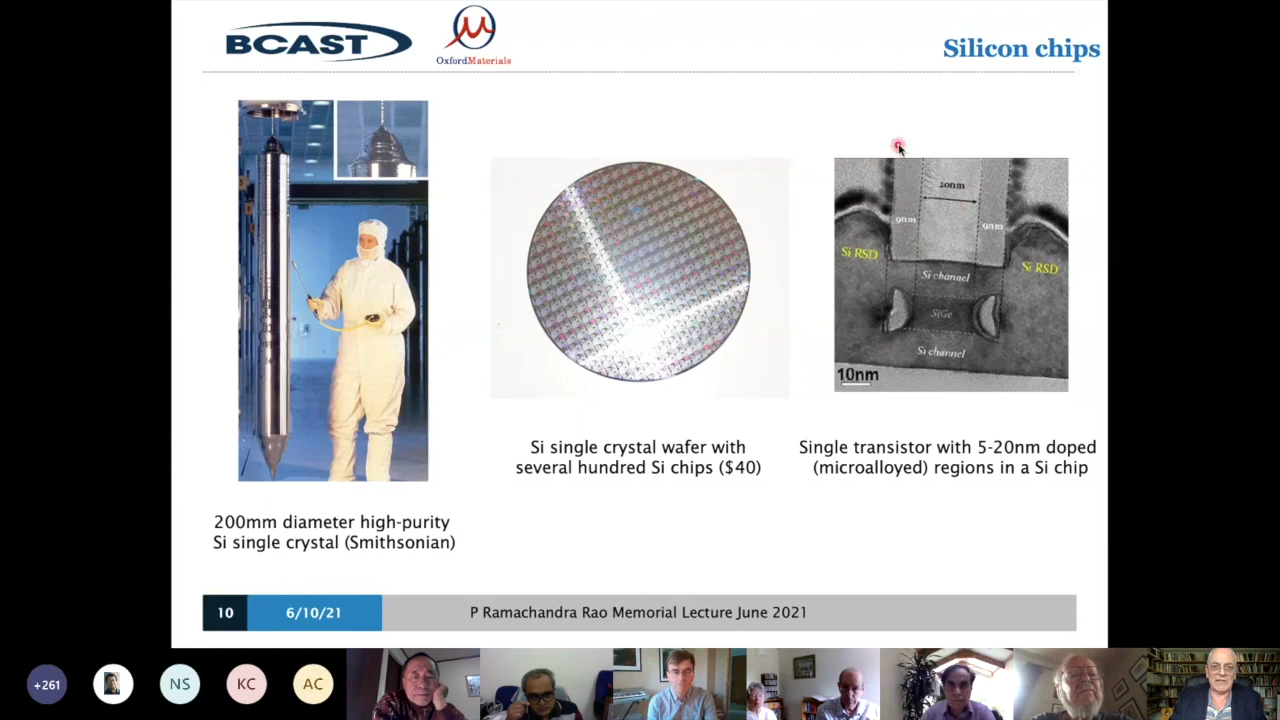 BCAST
OxfordMaterials
Silicon chips
20nm
9nm
9nm
Si RSD
Si RSD
Si channel
SiGe
Si channel
10nm
Si single crystal wafer with
several hundred Si chips ($40)
Single transistor with 5-20nm doped
(microalloyed) regions in a Si chip
200mm diameter high-purity
Si single crystal (Smithsonian)
10
6/10/21
P Ramachandra Rao Memorial Lecture June 2021
+261
NS
KC
AC